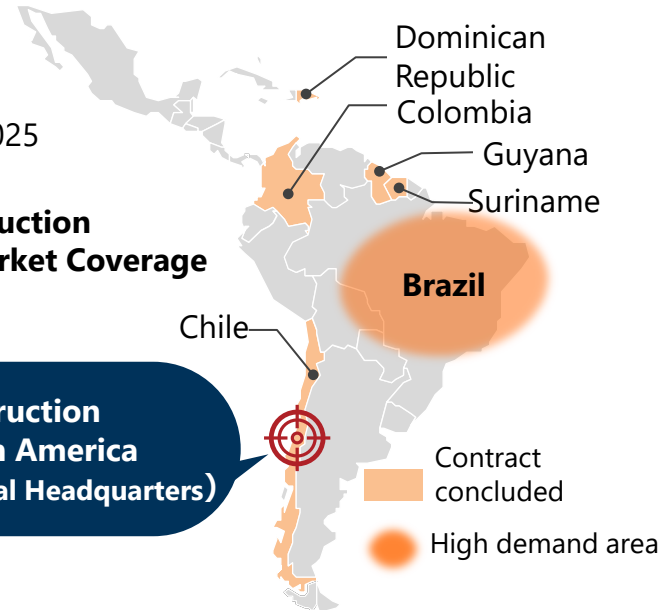 Dominican
Republic
Colombia
025
Guyana
Suriname
uction
rket Coverage
Brazil
Chile
ruction
n America
al Headquarters）
Contract
concluded
High demand area